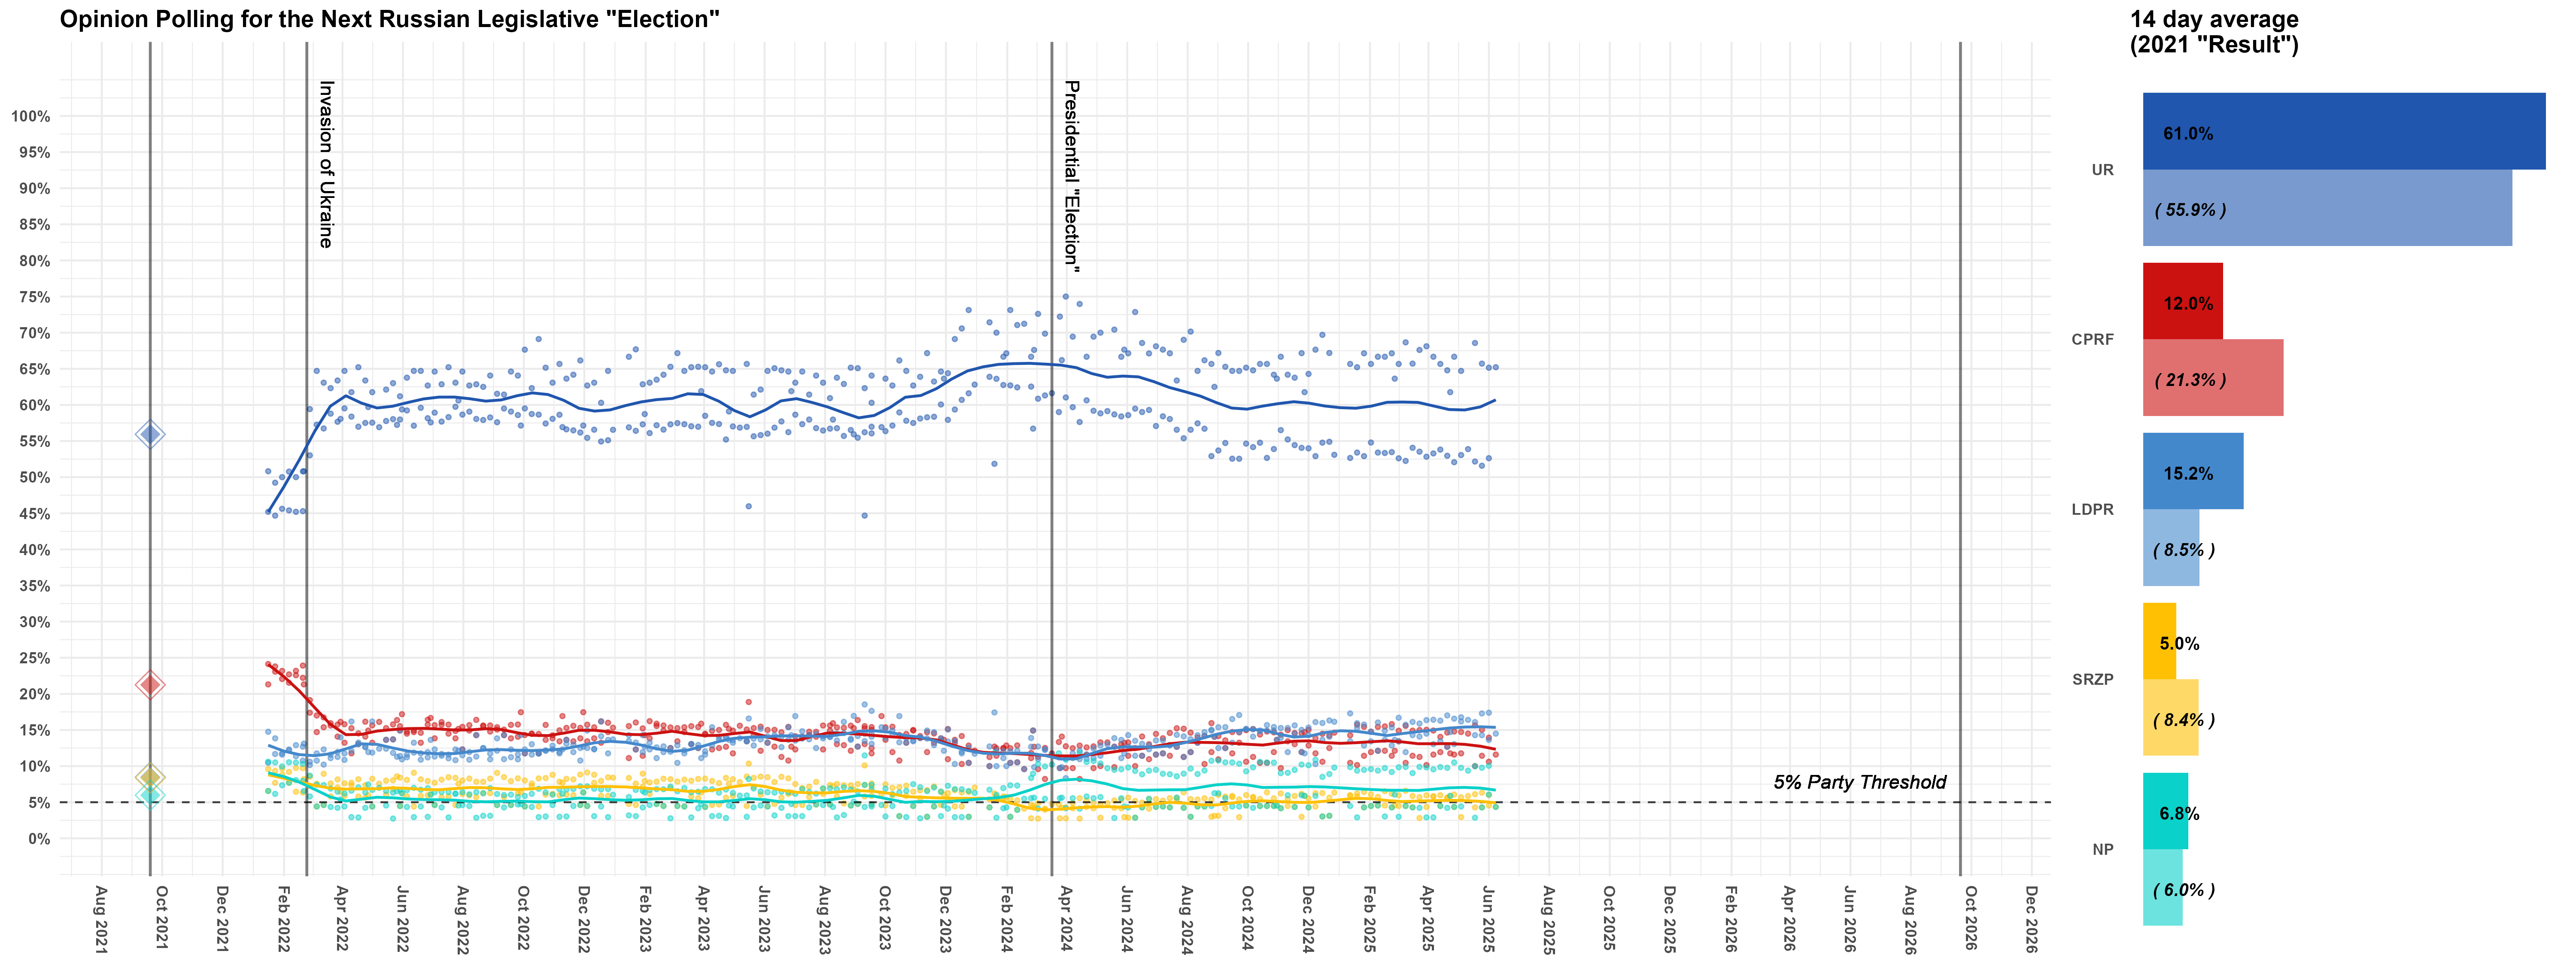 Opinion Polling for the Next Russian Legislative "Election"
100%
95%
90%
85%
80%
75%
70%
65%
60%
55%
50%
45%
40%
35%
30%
25%
20%
15%
10%
5%
0%
Invasion of Ukraine
Presidential "Election"
5% Party Threshold
Aug 2021
Oct 2021
Dec 2021
Feb 2022
Apr 2022
Jun 2022
Aug 2022
Oct 2022
Dec 2022
Feb 2023
Apr 2023
Jun 2023
Aug 2023
Oct 2023
Dec 2023
Feb 2024
Apr 2024
Jun 2024
Aug 2024
Oct 2024
Dec 2024
Feb 2025
Apr 2025
Jun 2025
Aug 2025
Oct 2025
Dec 2025
Feb 2026
Apr 2026
Jun 2026
Aug 2026
Oct 2026
Dec 2026
14 day average
(2021 "Result")
UR
61.0%
( 55.9% )
CPRF
12.0%
( 21.3% )
LDPR
15.2%
( 8.5% )
SRZP
5.0%
( 8.4% )
NP
6.8%
( 6.0% )